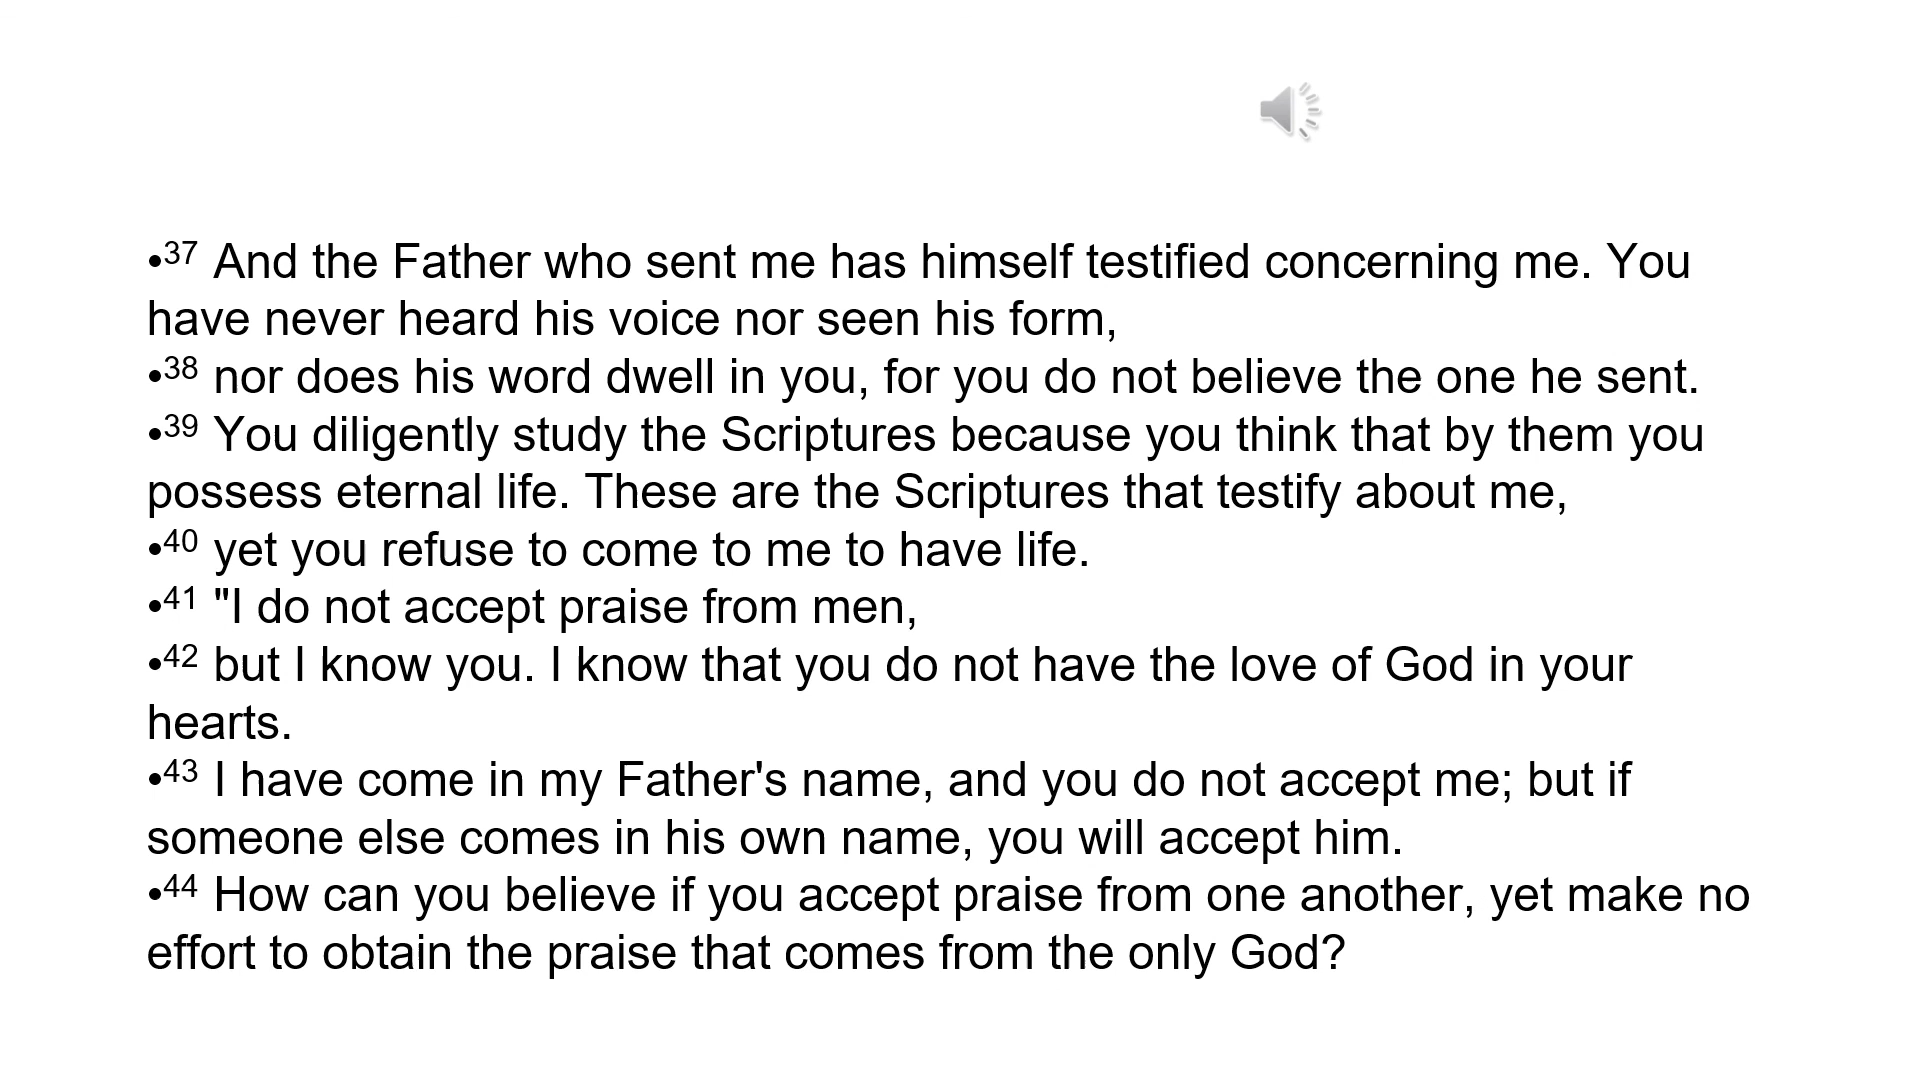 •37 And the Father who sent me has himself testified concerning me. You
have never heard his voice nor seen his form,
•38 nor does his word dwell in you, for you do not believe the one he sent.
•39 You diligently study the Scriptures because you think that by them you
possess eternal life. These are the Scriptures that testify about me,
•40 yet you refuse to come to me to have life.
•41 "I do not accept praise from men,
•42 but I know you. I know that you do not have the love of God in your
hearts.
•43 I have come in my Father's name, and you do not accept me; but if
someone else comes in his own name, you will accept him.
•44 How can you believe if you accept praise from one another, yet make no
effort to obtain the praise that comes from the only God?